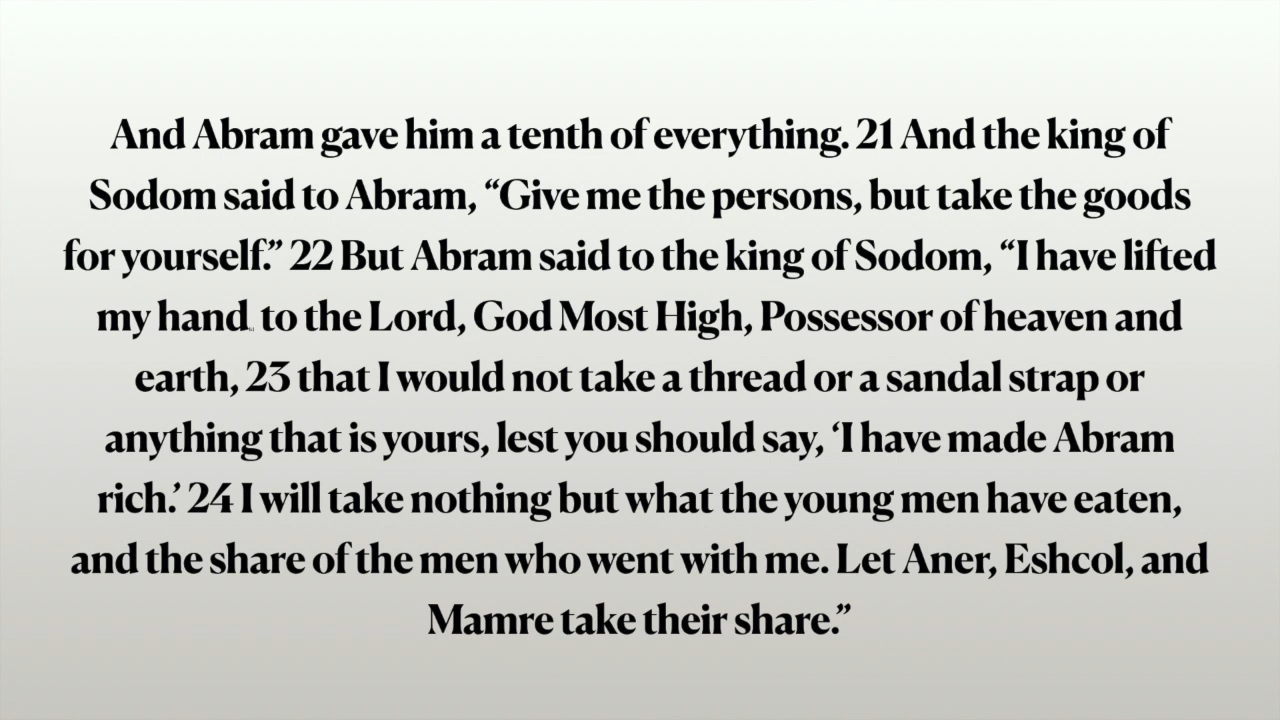 And Abram gave him a tenth of everything. 21 And the king of
Sodom said to Abram, “Give me the persons, but take the goods
for yourself.” 22 But Abram said to the king of Sodom, “I have lifted
my hand to the Lord, God Most High, Possessor of heaven and
earth, 23 that I would not take a thread or a sandal strap or
anything that is yours, lest you should say, ‘I have made Abram
rich.’ 24 I will take nothing but what the young men have eaten,
and the share of the men who went with me. Let Aner, Eshcol, and
Mamre take their share.”